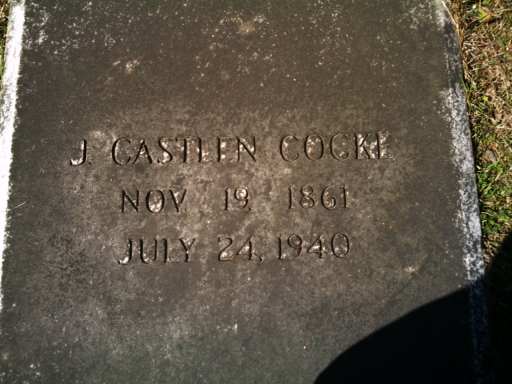 J. CASTLEN COCKE
NOV. 19, 1861
JULY 24, 1940